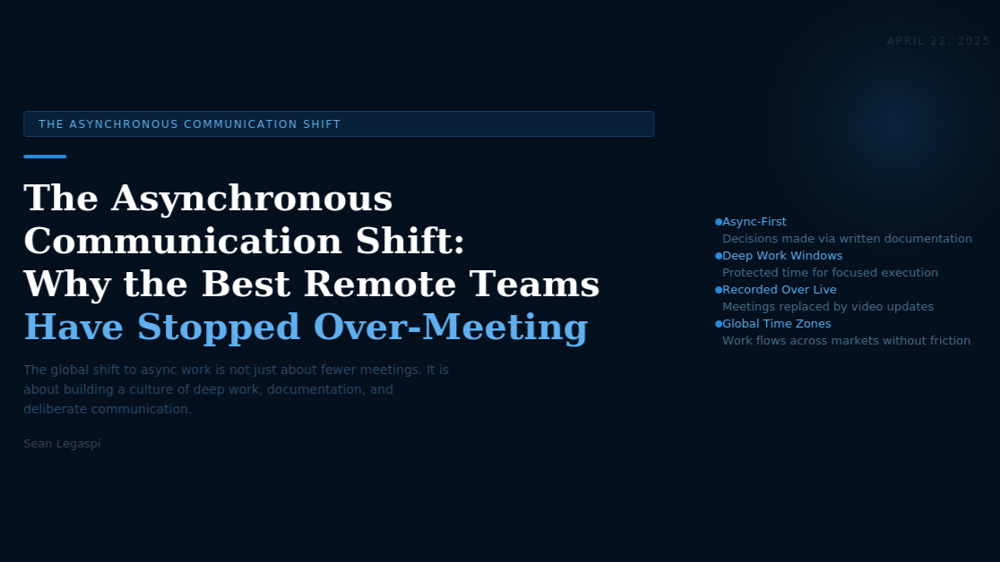 APRIL 22, 2025
THE ASYNCHRONOUS COMMUNICATION SHIFT
The Asynchronous
Communication Shift:
Why the Best Remote Teams
Have Stopped Over-Meeting
The global shift to async work is not just about fewer meetings. It is
about building a culture of deep work, documentation, and
deliberate communication.
Sean Legaspi
Async-First
Decisions made via written documentation
Deep Work Windows
Protected time for focused execution
Recorded Over Live
Meetings replaced by video updates
Global Time Zones
Work flows across markets without friction